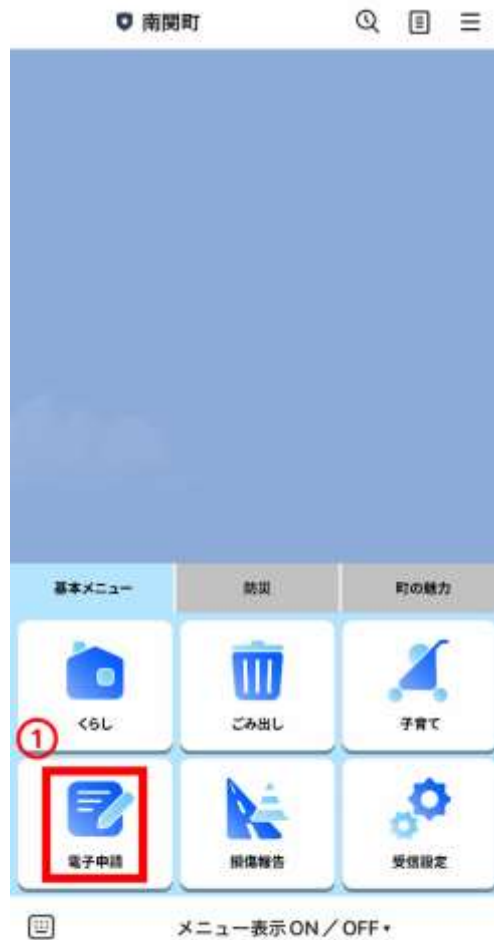 南関町
基本メニュー
防災
町の魅力
くらし
ごみ出し
子育て
①
電子申請
損傷報告
受信設定
メニュー表示ON／OFF▾